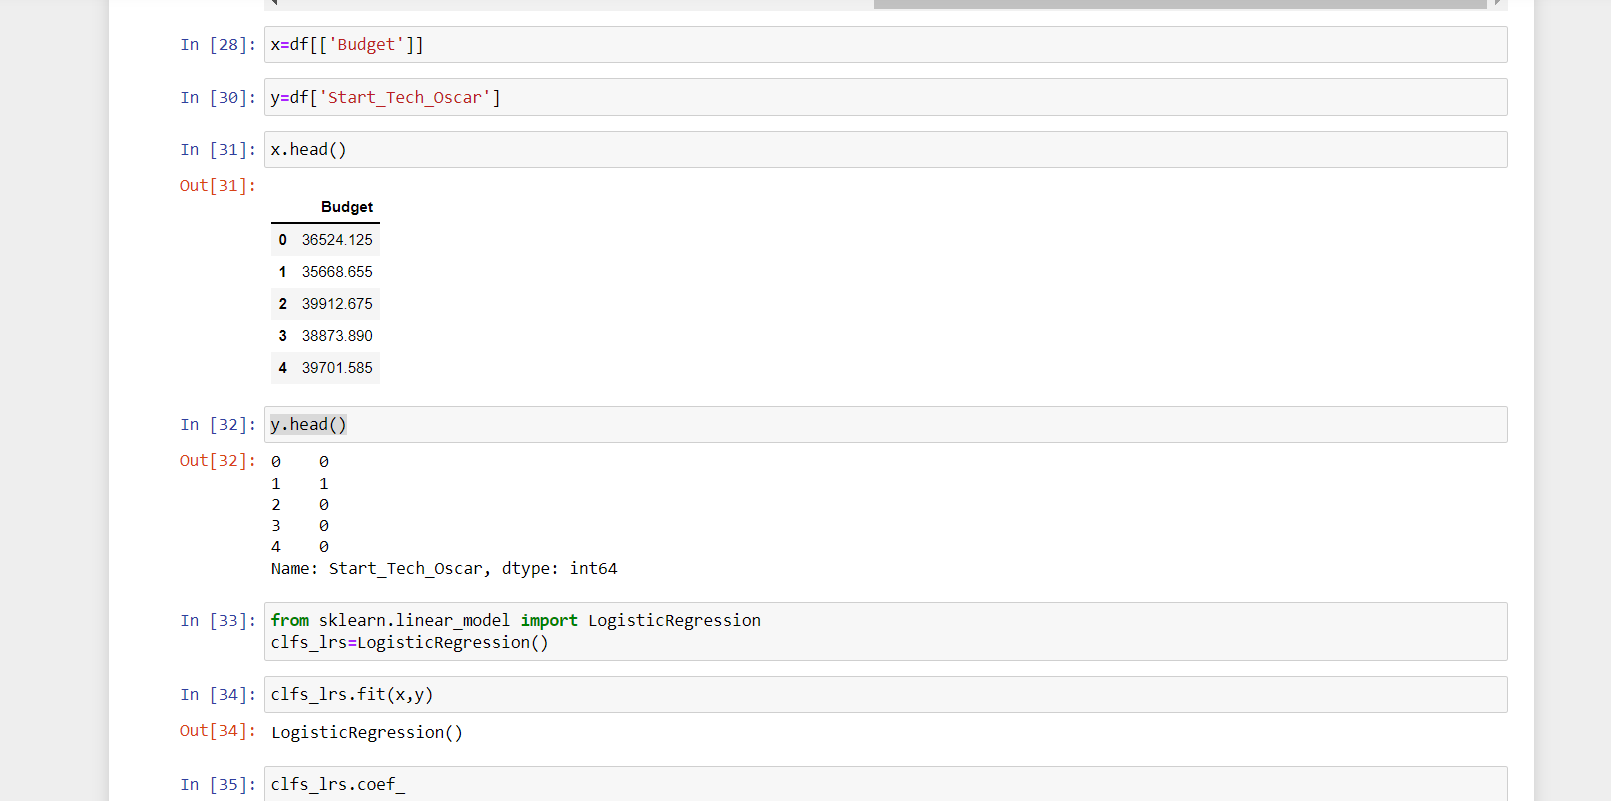 In [28]: x=df[['Budget']]
In [30]: y=df['Start_Tech_Oscar']
In [31]: x.head()
Out[31]:
Budget
0 36524.125
1 35668.655
2 39912.675
3 38873.890
4 39701.585
In [32]: y.head()
Out[32]: 0    0
1    1
2    0
3    0
4    0
Name: Start_Tech_Oscar, dtype: int64
In [33]: from sklearn.linear_model import LogisticRegression
clfs_lrs=LogisticRegression()
In [34]: clfs_lrs.fit(x,y)
Out[34]: LogisticRegression()
In [35]: clfs_lrs.coef_